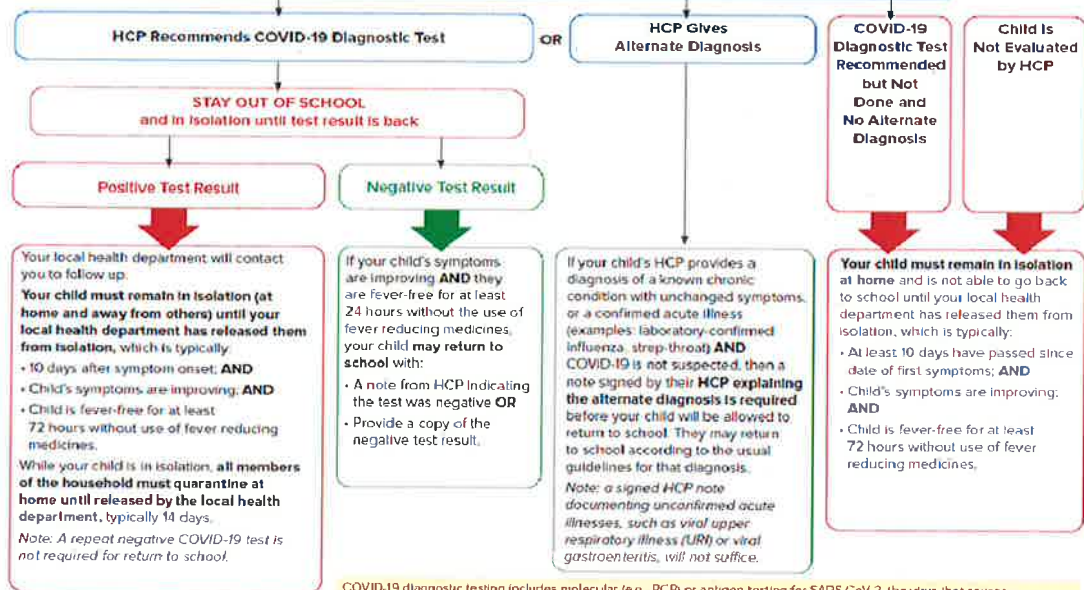 HCP Recommends COVID-19 Diagnostic Test
OR
HCP Gives
Alternate Diagnosis
COVID-19
Diagnostic Test
Recommended
but Not
Done and
No Alternate
Diagnosis
Child Is
Not Evaluated
by HCP
STAY OUT OF SCHOOL
and in isolation until test result is back
Positive Test Result
Negative Test Result
Your local health department will contact
you to follow up.
Your child must remain in isolation (at
home and away from others) until your
local health department has released them
from isolation, which is typically:
• 10 days after symptom onset; AND
• Child's symptoms are improving; AND
• Child is fever-free for at least
72 hours without use of fever reducing
medicines.
While your child is in isolation, all members
of the household must quarantine at
home until released by the local health
department, typically 14 days.
Note: A repeat negative COVID-19 test is
not required for return to school.
If your child's symptoms
are improving AND they
are fever-free for at least
24 hours without the use of
fever reducing medicines,
your child may return to
school with:
• A note from HCP indicating
the test was negative OR
• Provide a copy of the
negative test result.
If your child's HCP provides a
diagnosis of a known chronic
condition with unchanged symptoms,
or a confirmed acute illness
(examples: laboratory-confirmed
influenza, strep-throat) AND
COVID-19 is not suspected, then a
note signed by their HCP explaining
the alternate diagnosis is required
before your child will be allowed to
return to school. They may return
to school according to the usual
guidelines for that diagnosis.
Note: a signed HCP note
documenting unconfirmed acute
illnesses, such as viral upper
respiratory illness (URI) or viral
gastroenteritis, will not suffice.
Your child must remain in isolation
at home and is not able to go back
to school until your local health
department has released them from
isolation, which is typically:
• At least 10 days have passed since
date of first symptoms; AND
• Child's symptoms are improving;
AND
• Child is fever-free for at least
72 hours without use of fever
reducing medicines.
COVID-19 diagnostic testing includes molecular (e.g., PCR) or antigen testing for SARS-CoV-2, the virus that causes